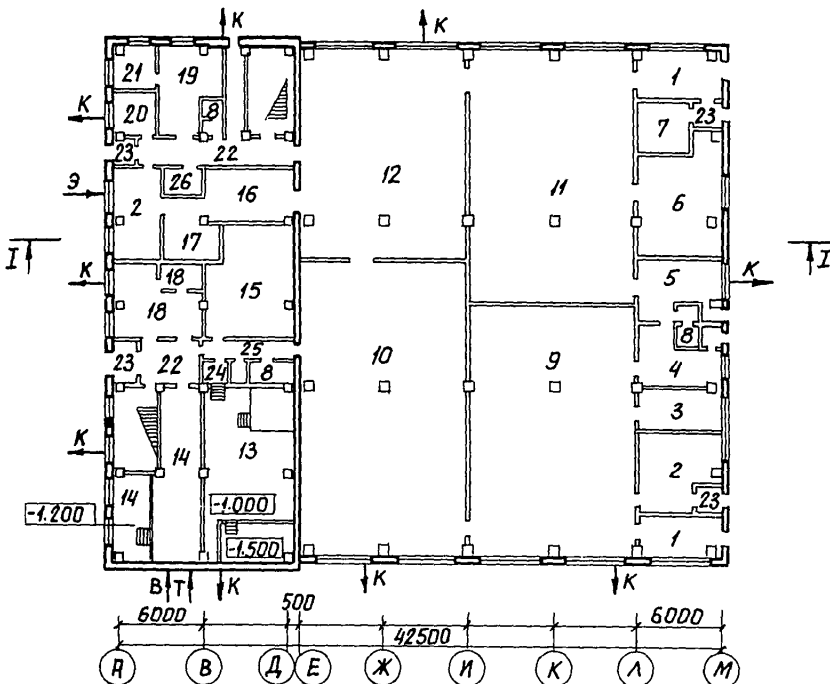 К К
21 19 1
К 20 8 7 23
23 22
Э 26 16 12 11 6
2
17
I I
К 18 5 К
18 15
8
23 22 25 10 9 4
24 8
3
К 14 13 2
14 -1.000 23
-1.200
-1.500 1
В Т К К К
6000 500 6000
42500
А В Д Е Ж И К Л М